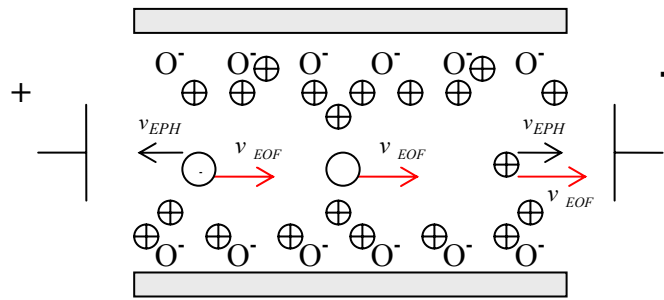 O⁻ O⁻ O⁻ O⁻ O⁻ O⁻
+ -
v_EPH v_EOF v_EOF v_EPH
-
v_EOF
O⁻ O⁻ O⁻ O⁻ O⁻ O⁻